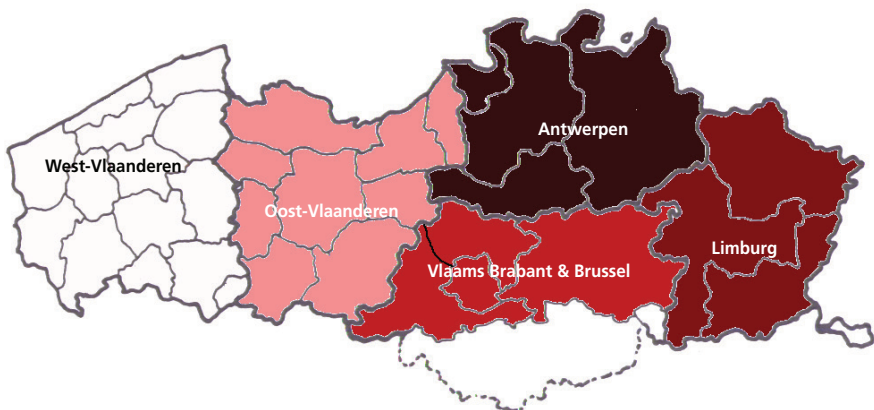 Antwerpen
West-Vlaanderen
Oost-Vlaanderen
Limburg
Vlaams Brabant & Brussel